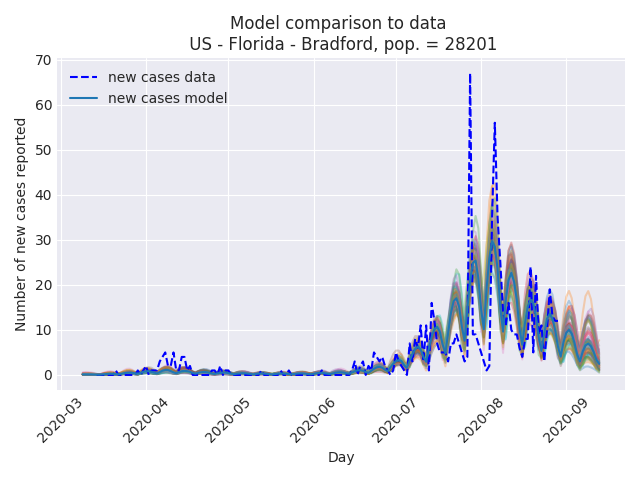 Model comparison to data
US - Florida - Bradford, pop. = 28201
new cases data
new cases model
Number of new cases reported
70
60
50
40
30
20
10
0
2020-03
2020-04
2020-05
2020-06
2020-07
2020-08
2020-09
Day